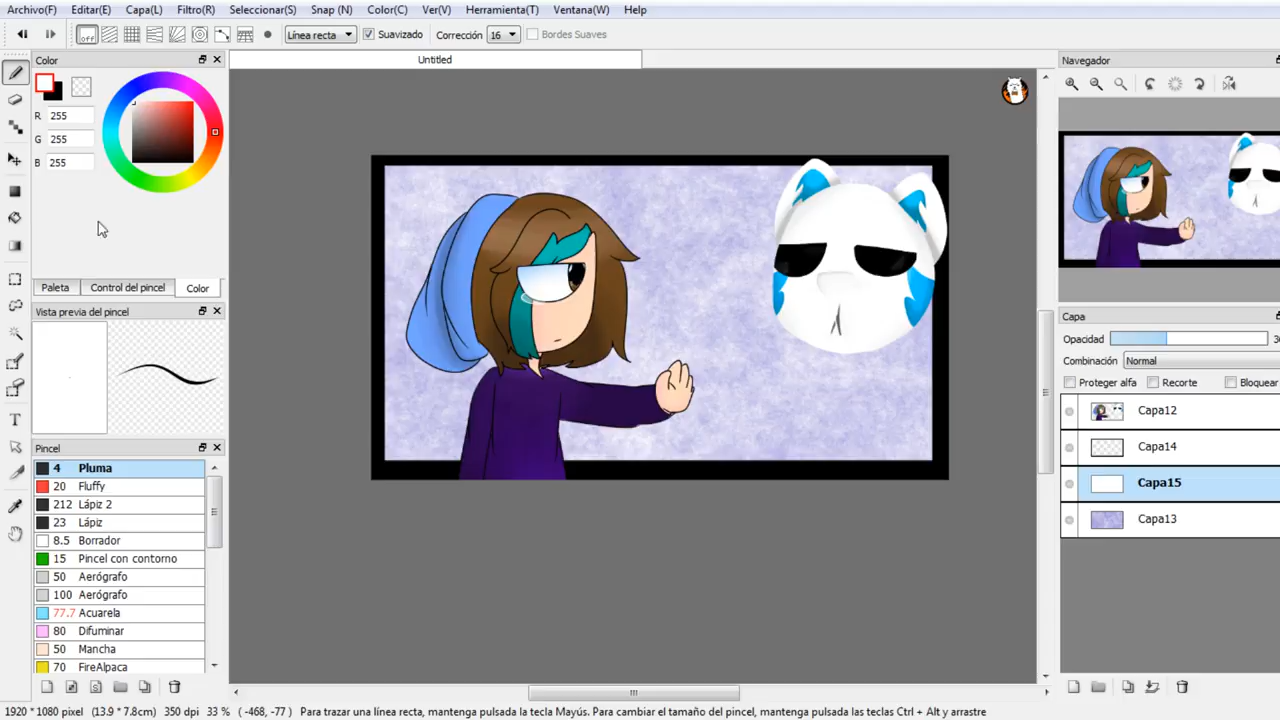 Archivo(F) Editar(E) Capa(L) Filtro(R) Seleccionar(S) Snap (N) Color(C) Ver(V) Herramienta(T) Ventana(W) Help
OFF Línea recta Suavizado Corrección 16 Bordes Suaves
Color Untitled Navegador
R 255
G 255
B 255
Paleta Control del pincel Color
Vista previa del pincel Capa
Opacidad
Combinación Normal
Proteger alfa Recorte Bloquear
Capa12
Capa14
Capa15
Capa13
Pincel
4 Pluma
20 Fluffy
212 Lápiz 2
23 Lápiz
8.5 Borrador
15 Pincel con contorno
50 Aerógrafo
100 Aerógrafo
77.7 Acuarela
80 Difuminar
50 Mancha
70 FireAlpaca
1920 * 1080 pixel (13.9 * 7.8cm) 350 dpi 33 % ( -468, -77 ) Para trazar una línea recta, mantenga pulsada la tecla Mayús. Para cambiar el tamaño del pincel, mantenga pulsadas las teclas Ctrl + Alt y arrastre